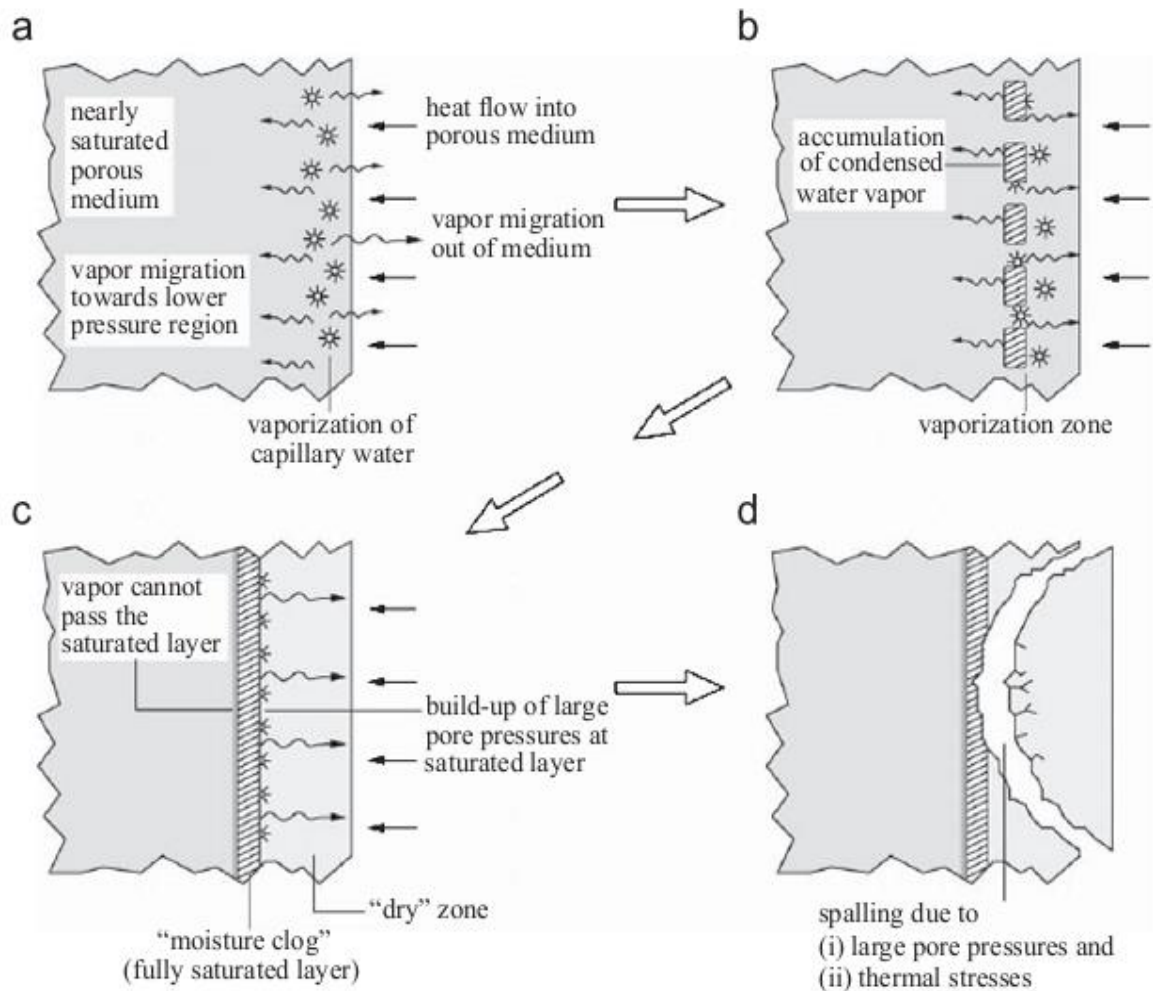 a
nearly
saturated
porous
medium
vapor migration
towards lower
pressure region
heat flow into
porous medium
vapor migration
out of medium
vaporization of
capillary water
b
accumulation
of condensed
water vapor
vaporization zone
c
vapor cannot
pass the
saturated layer
build-up of large
pore pressures at
saturated layer
“dry” zone
“moisture clog”
(fully saturated layer)
d
spalling due to
(i) large pore pressures and
(ii) thermal stresses